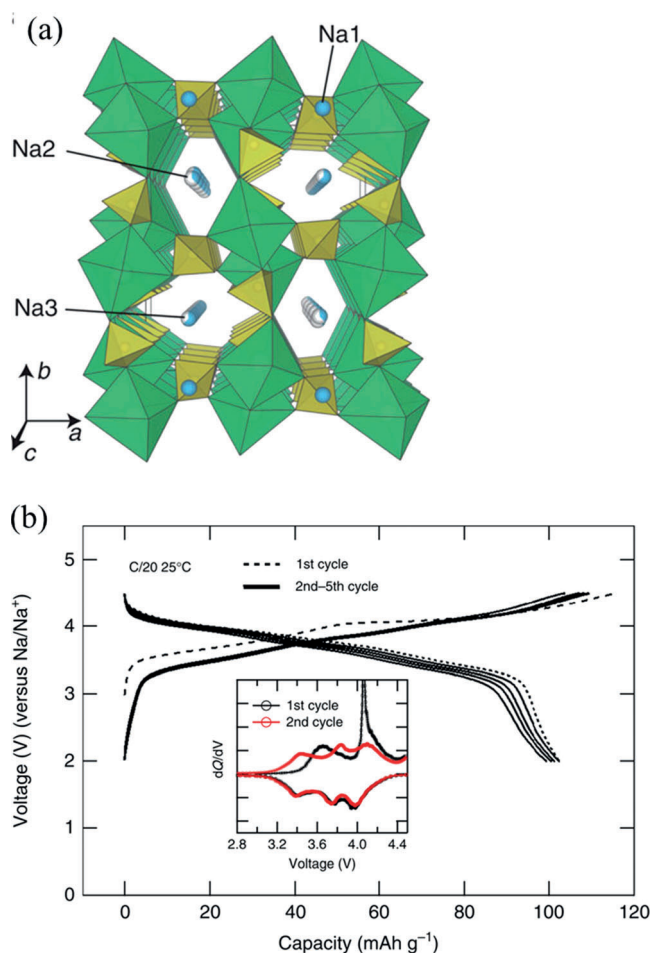 (a)
Na1
Na2
Na3
b
a
c
(b)
C/20 25°C
1st cycle
2nd–5th cycle
Voltage (V) (versus Na/Na⁺)
5
4
3
2
1
0
1st cycle
2nd cycle
dQ/dV
2.8 3.2 3.6 4.0 4.4
Voltage (V)
0 20 40 60 80 100 120
Capacity (mAh g⁻¹)